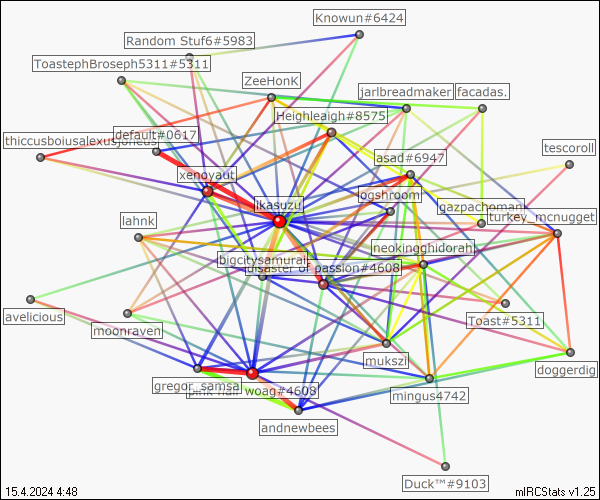 Knowun#6424
Random Stuf6#5983
ToastephBroseph5311#5311
ZeeHonK
jarlbreadmaker
facadas.
Heighleaigh#8575
default#0617
thiccusboiusalexusjoneus
asad#6947
tescoroll
xenoyaut
ogshroom
ikasuzu
gazpachoman
turkey_mcnugget
lahnk
neokingghidorah
bigcitysamurai
disaster of passion#4608
avelicious
moonraven
Toast#5311
mukszi
doggerdig
gregor_samsa
pink hair woag#4608
mingus4742
andnewbees
Duck™#9103
15.4.2024 4:48
mIRCStats v1.25